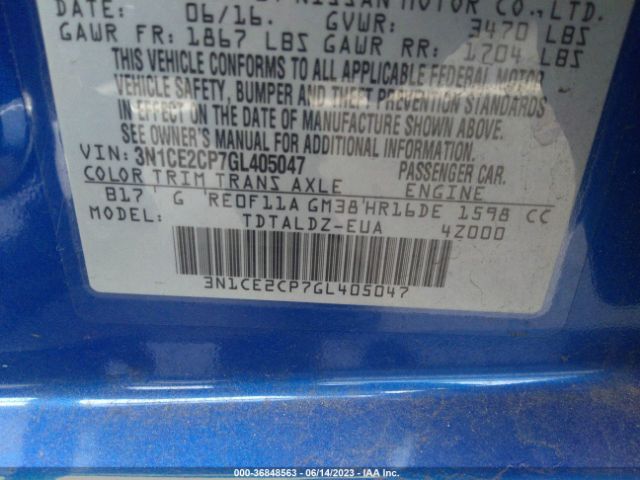 NISSAN MOTOR CO., LTD.
DATE: 06/16. GVWR: 3470 LBS
GAWR FR: 1867 LBS GAWR RR: 1704 LBS
THIS VEHICLE CONFORMS TO ALL APPLICABLE FEDERAL MOTOR
VEHICLE SAFETY, BUMPER AND THEFT PREVENTION STANDARDS
IN EFFECT ON THE DATE OF MANUFACTURE SHOWN ABOVE.
SEE OWNER'S MANUAL FOR ADDITIONAL INFORMATION
VIN: 3N1CE2CP7GL405047 PASSENGER CAR
COLOR TRIM TRANS AXLE ENGINE
B17 G RE0F11A GM38 HR16DE 1598 CC
MODEL: TDTALDZ-EUA 4Z000
3N1CE2CP7GL405047
000-36848563 - 06/14/2023 - IAA Inc.